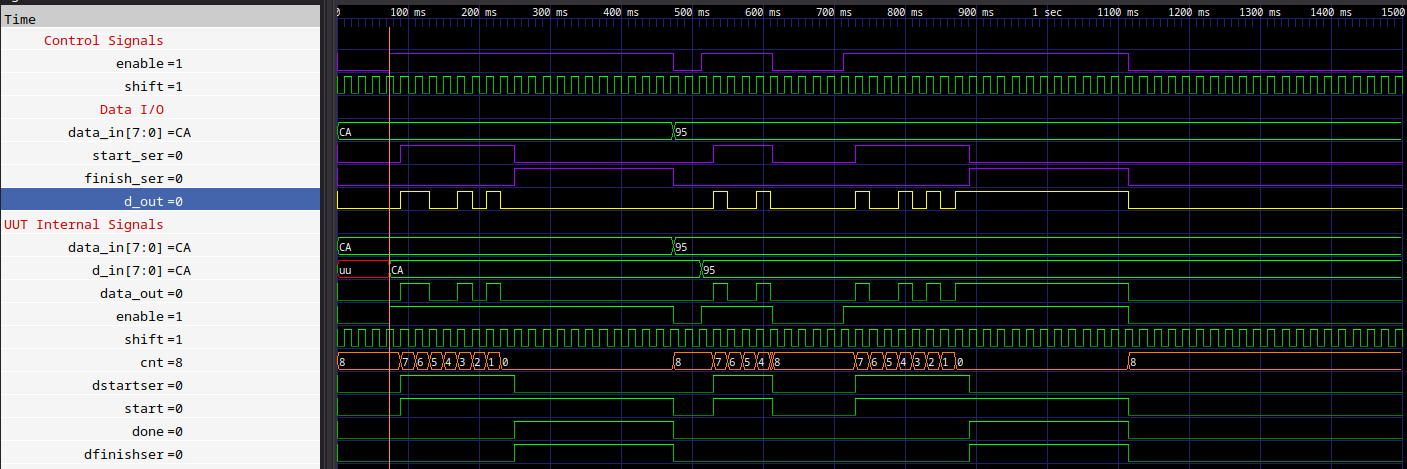 Time
0 100 ms 200 ms 300 ms 400 ms 500 ms 600 ms 700 ms 800 ms 900 ms 1 sec 1100 ms 1200 ms 1300 ms 1400 ms 1500
Control Signals
enable =1
shift =1
Data I/O
data_in[7:0] =CA CA 95
start_ser =0
finish_ser =0
d_out =0
UUT Internal Signals
data_in[7:0] =CA CA 95
d_in[7:0] =CA uu CA 95
data_out =0
enable =1
shift =1
cnt =8 8 7 6 5 4 3 2 1 0 8 7 6 5 4 8 7 6 5 4 3 2 1 0 8
dstartser =0
start =0
done =0
dfinishser =0